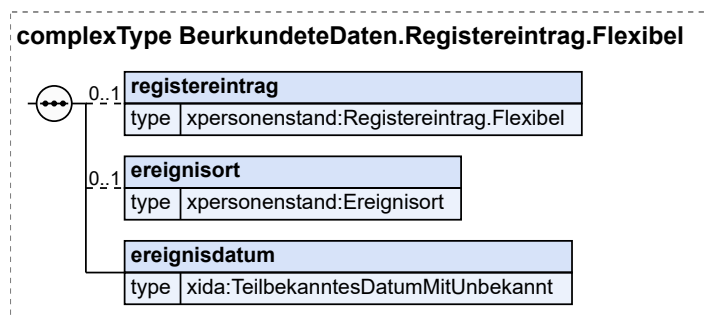 complexType BeurkundeteDaten.Registereintrag.Flexibel
0..1 registereintrag
type xpersonenstand:Registereintrag.Flexibel
0..1 ereignisort
type xpersonenstand:Ereignisort
ereignisdatum
type xida:TeilbekanntesDatumMitUnbekannt